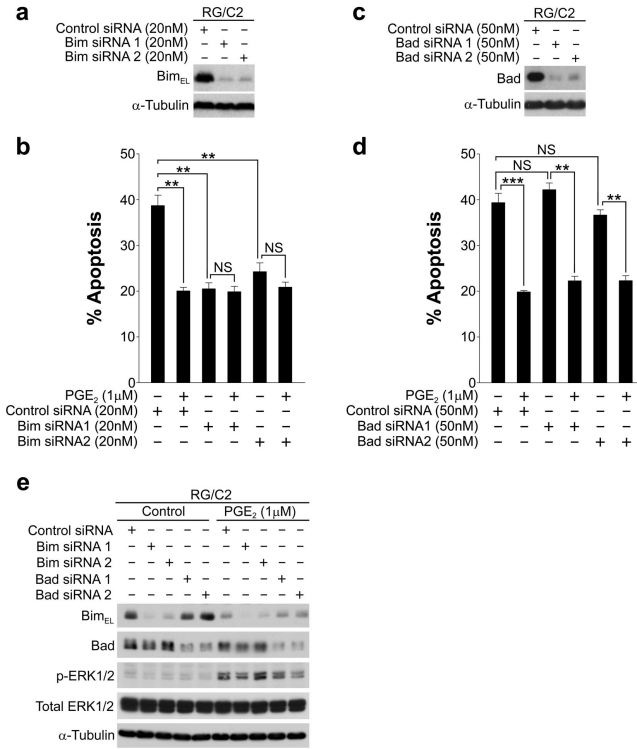 a
RG/C2
Control siRNA (20nM) + − −
Bim siRNA 1 (20nM) − + −
Bim siRNA 2 (20nM) − − +
BimEL
α-Tubulin
c
RG/C2
Control siRNA (50nM) + − −
Bad siRNA 1 (50nM) − + −
Bad siRNA 2 (50nM) − − +
Bad
α-Tubulin
b
% Apoptosis
50
40
30
20
10
0
**
**
**
NS
NS
PGE2 (1μM) − + − + − +
Control siRNA (20nM) + + − − − −
Bim siRNA1 (20nM) − − + + − −
Bim siRNA2 (20nM) − − − − + +
d
% Apoptosis
50
40
30
20
10
0
NS
NS
***
**
**
PGE2 (1μM) − + − + − +
Control siRNA (50nM) + + − − − −
Bad siRNA1 (50nM) − − + + − −
Bad siRNA2 (50nM) − − − − + +
e
RG/C2
Control PGE2 (1μM)
Control siRNA + − − − − + − − − −
Bim siRNA 1 − + − − − − + − − −
Bim siRNA 2 − − + − − − − + − −
Bad siRNA 1 − − − + − − − − + −
Bad siRNA 2 − − − − + − − − − +
BimEL
Bad
p-ERK1/2
Total ERK1/2
α-Tubulin